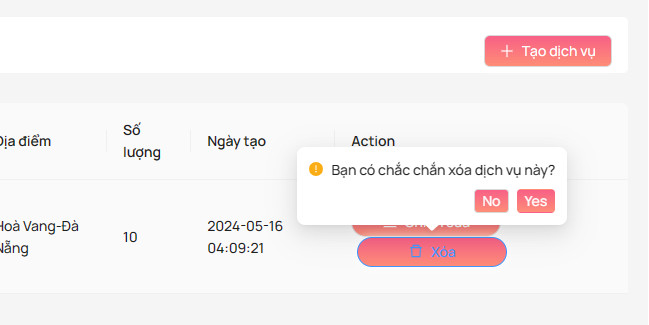 Tạo dịch vụ
Địa điểm
Số
lượng
Ngày tạo
Action
Bạn có chắc chắn xóa dịch vụ này?
No
Yes
Hoà Vang-Đà
Nẵng
10
2024-05-16
04:09:21
Xóa